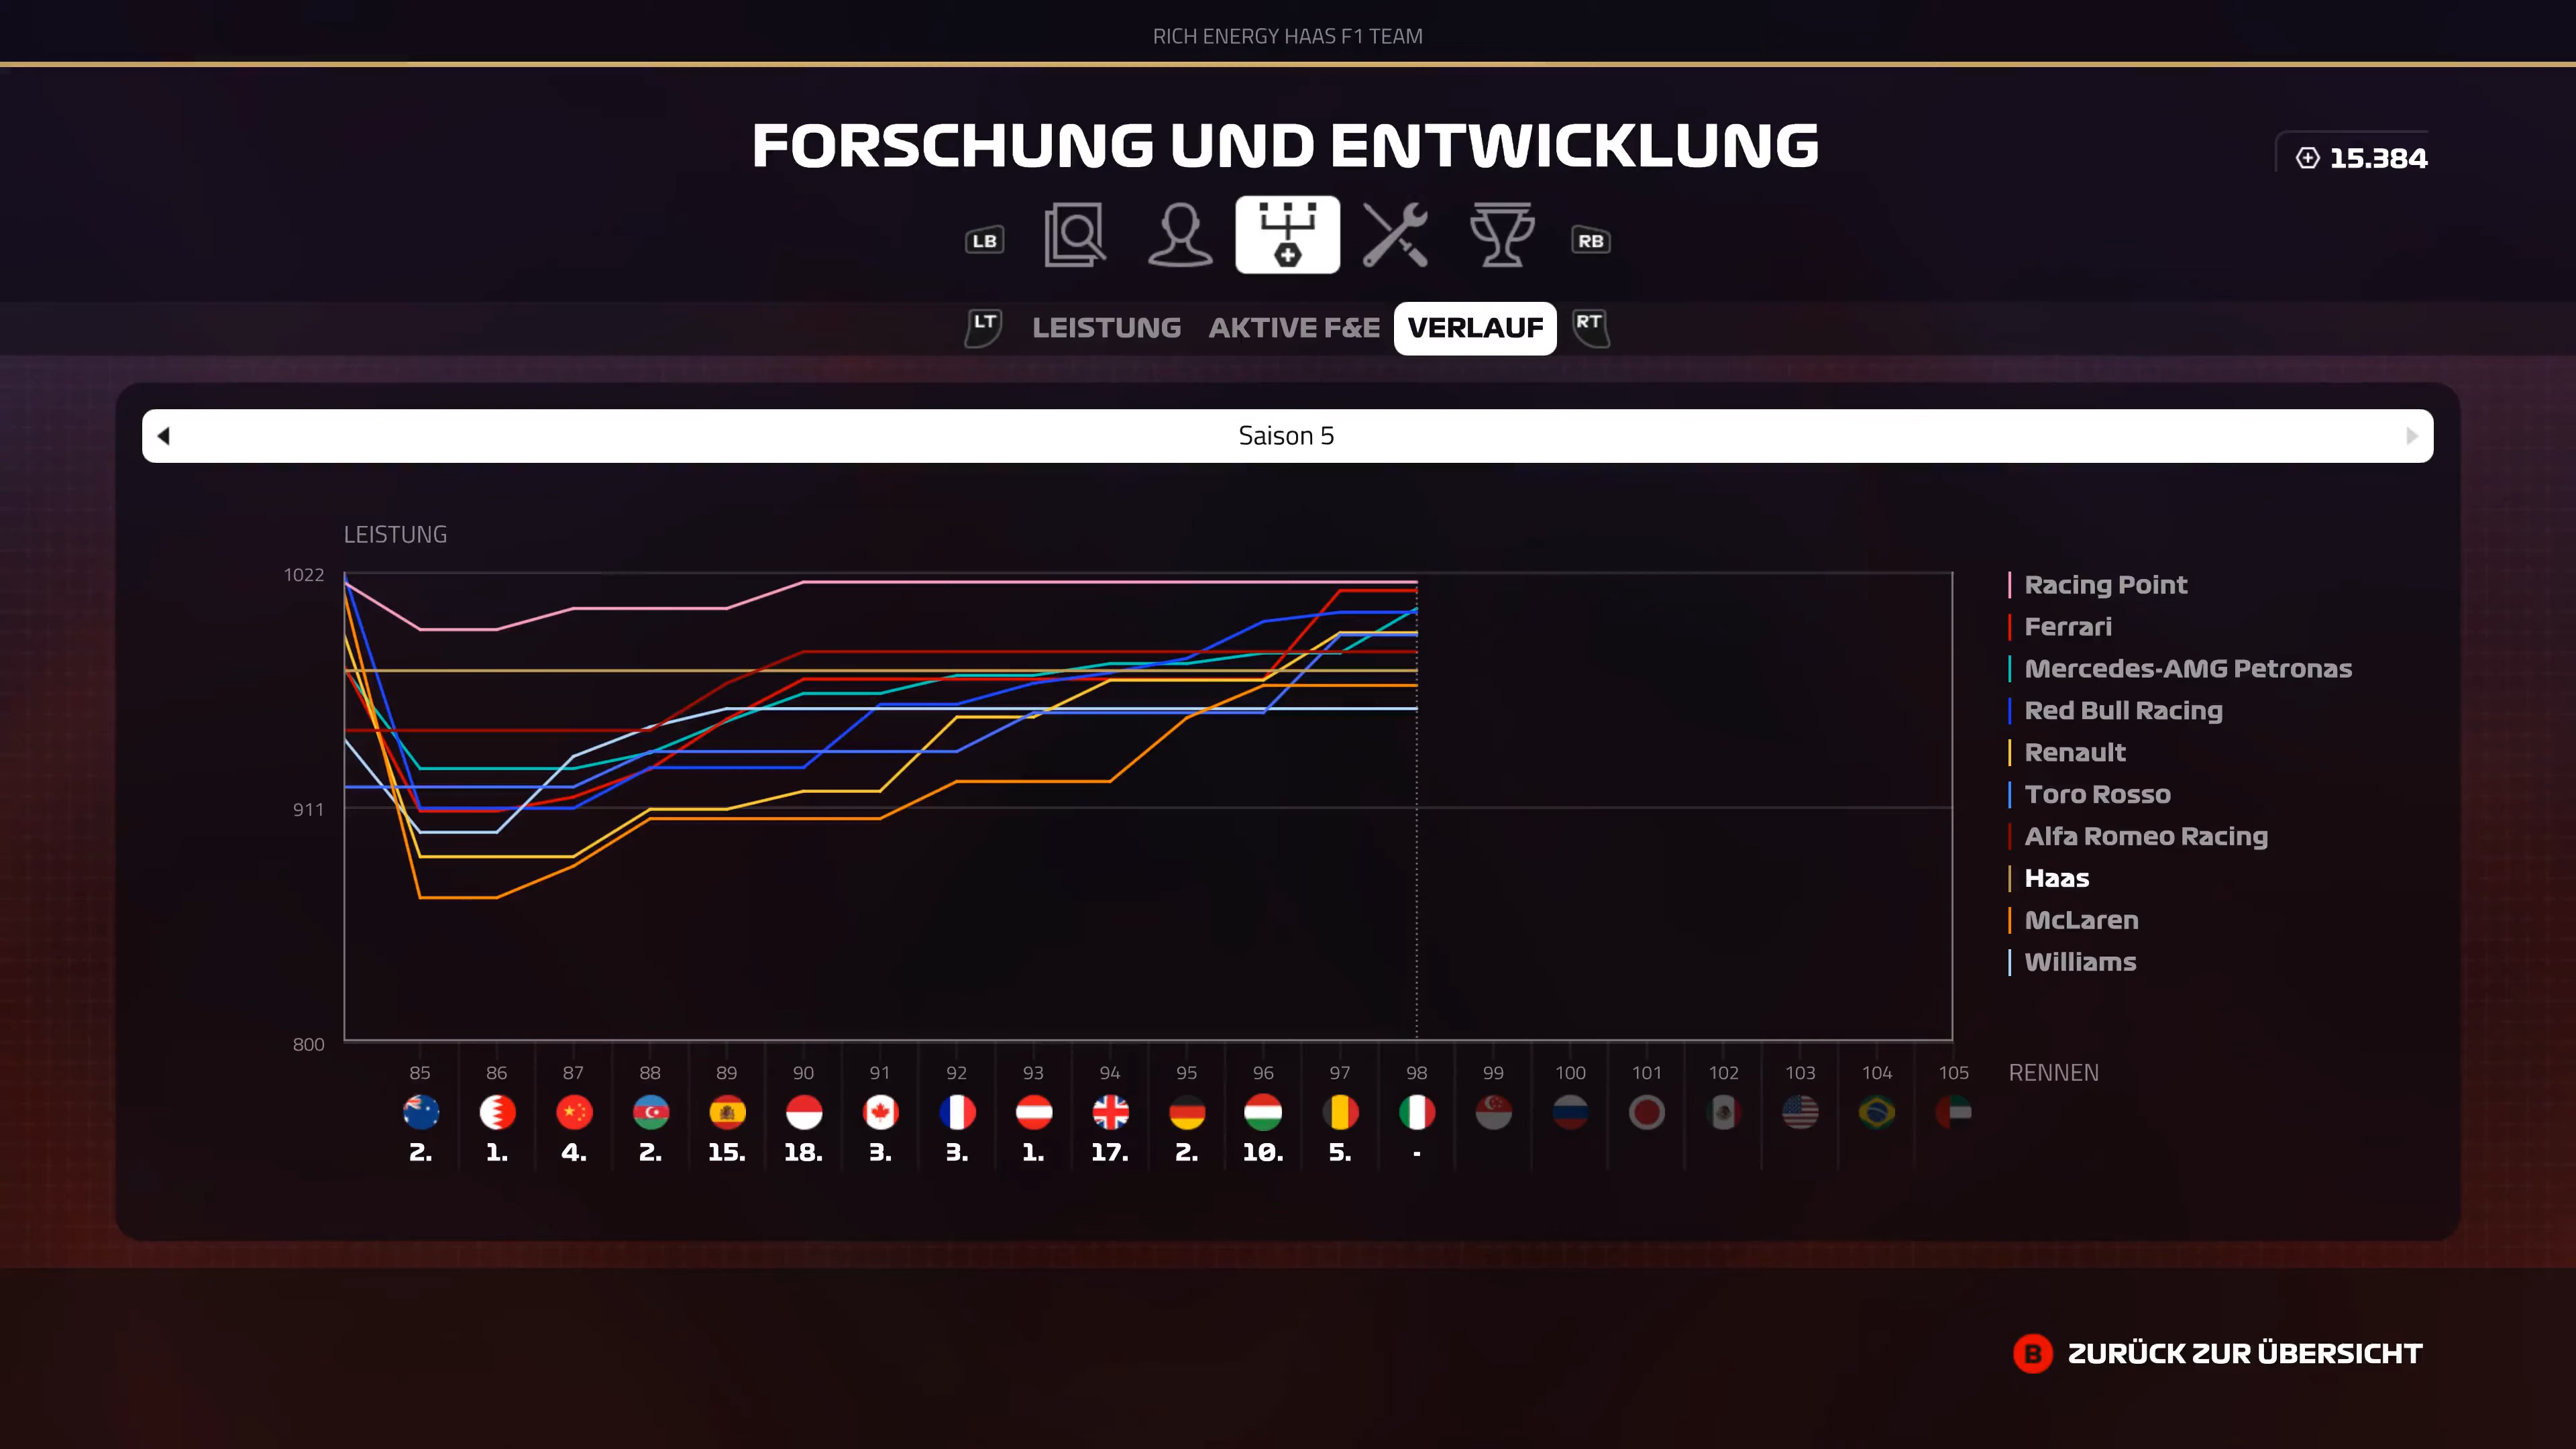 RICH ENERGY HAAS F1 TEAM
FORSCHUNG UND ENTWICKLUNG
15.384
LB
RB
LT LEISTUNG AKTIVE F&E VERLAUF RT
Saison 5
LEISTUNG
1022
911
800
Racing Point
Ferrari
Mercedes-AMG Petronas
Red Bull Racing
Renault
Toro Rosso
Alfa Romeo Racing
Haas
McLaren
Williams
85 86 87 88 89 90 91 92 93 94 95 96 97 98 99 100 101 102 103 104 105 RENNEN
2. 1. 4. 2. 15. 18. 3. 3. 1. 17. 2. 10. 5. -
B ZURÜCK ZUR ÜBERSICHT